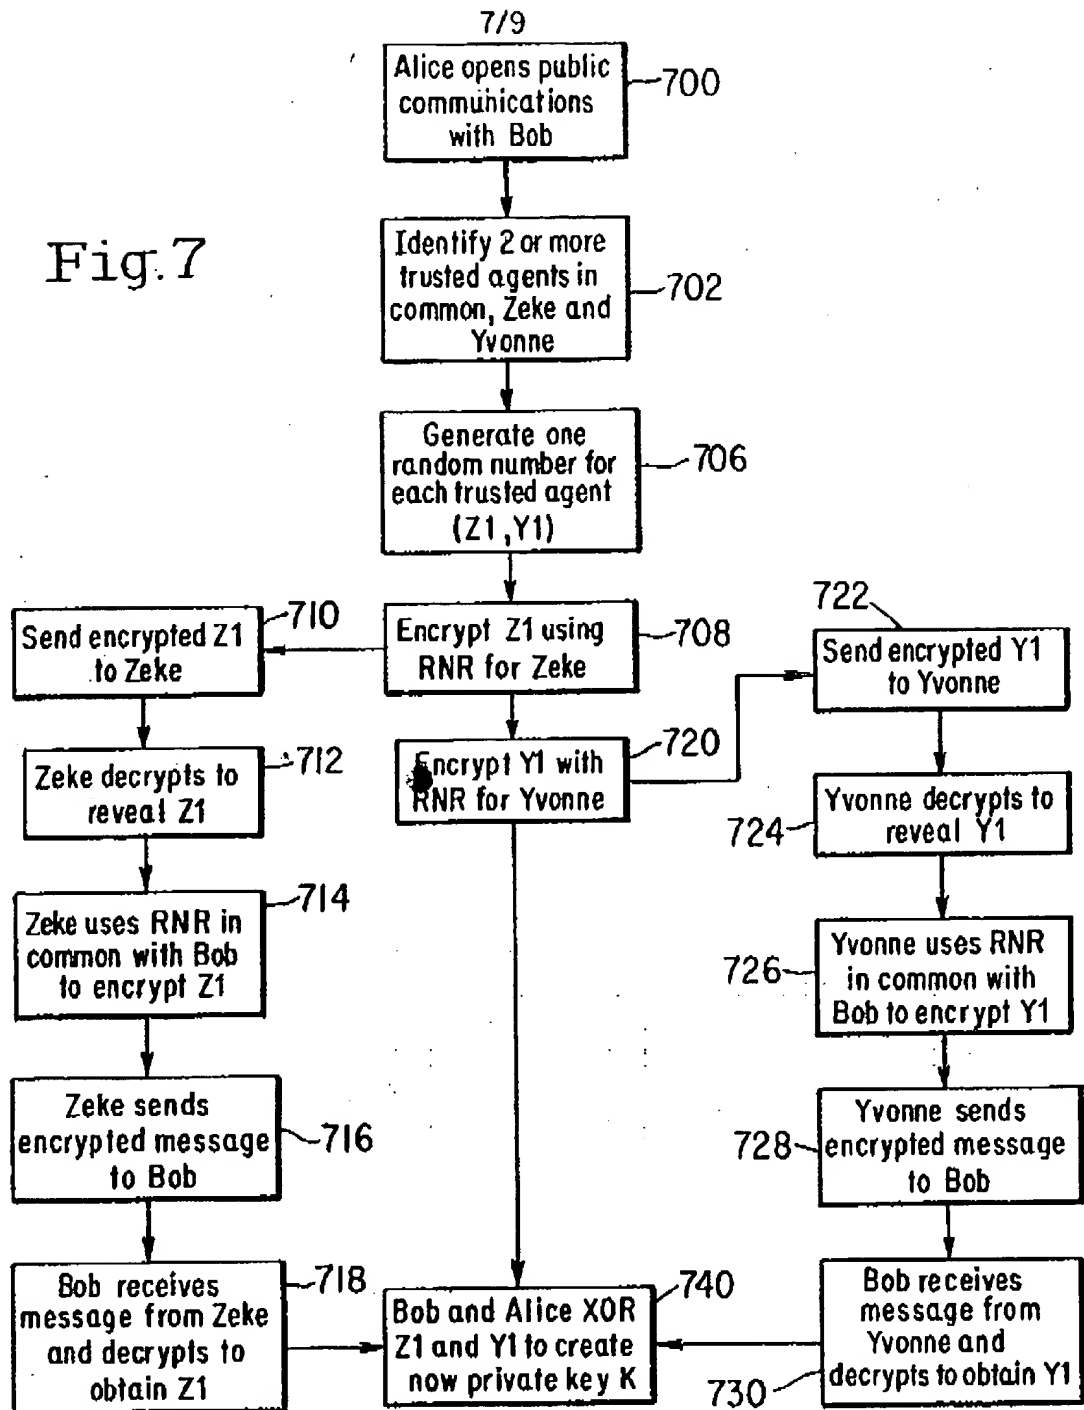 7/9
Alice opens public
communications
with Bob
700
Fig.7
Identify 2 or more
trusted agents in
common, Zeke and
Yvonne
702
Generate one
random number for
each trusted agent
(Z1,Y1)
706
Encrypt Z1 using
RNR for Zeke
708
Send encrypted Z1
to Zeke
710
Zeke decrypts to
reveal Z1
712
Zeke uses RNR in
common with Bob
to encrypt Z1
714
Zeke sends
encrypted message
to Bob
716
Bob receives
message from Zeke
and decrypts to
obtain Z1
718
Encrypt Y1 with
RNR for Yvonne
720
722
Send encrypted Y1
to Yvonne
Yvonne decrypts to
reveal Y1
724
Yvonne uses RNR
in common with
Bob to encrypt Y1
726
Yvonne sends
encrypted message
to Bob
728
Bob receives
message from
Yvonne and
decrypts to obtain Y1
730
Bob and Alice XOR
Z1 and Y1 to create
now private key K
740